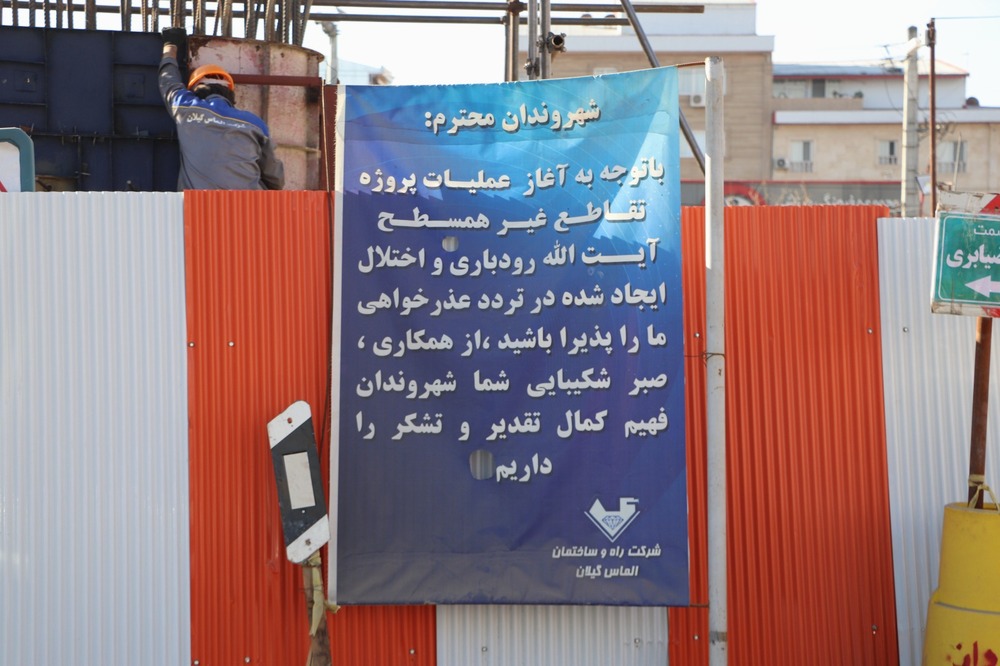 شهروندان محترم:
باتوجه به آغاز عملیات پروژه
تقاطع غیر همسطح
آیت الله رودباری و اختلال
ایجاد شده در تردد عذرخواهی
ما را پذیرا باشید ،از همکاری ،
صبر شکیبایی شما شهروندان
فهیم کمال تقدیر و تشکر را
داریم
شرکت راه و ساختمان
الماس گیلان
سمت